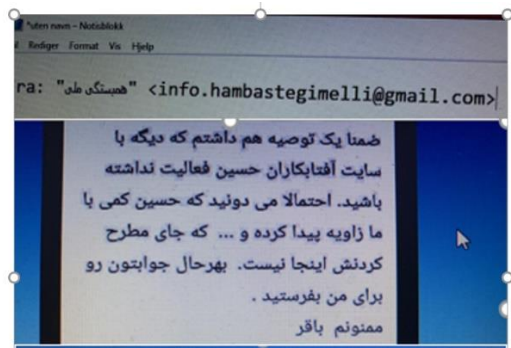 *uten navn – Notisblokk
Rediger Format Vis Hjelp
ra: "همبستگی ملی" <info.hambastegimelli@gmail.com>
ضمنا یک توصیه هم داشتم که دیگه با
سایت آفتابکاران حسین فعالیت نداشته
باشید. احتمالا می دونید که حسین کمی با
ما زاویه پیدا کرده و ... که جای مطرح
کردنش اینجا نیست. بهرحال جوابتون رو
برای من بفرستید .
ممنونم باقر